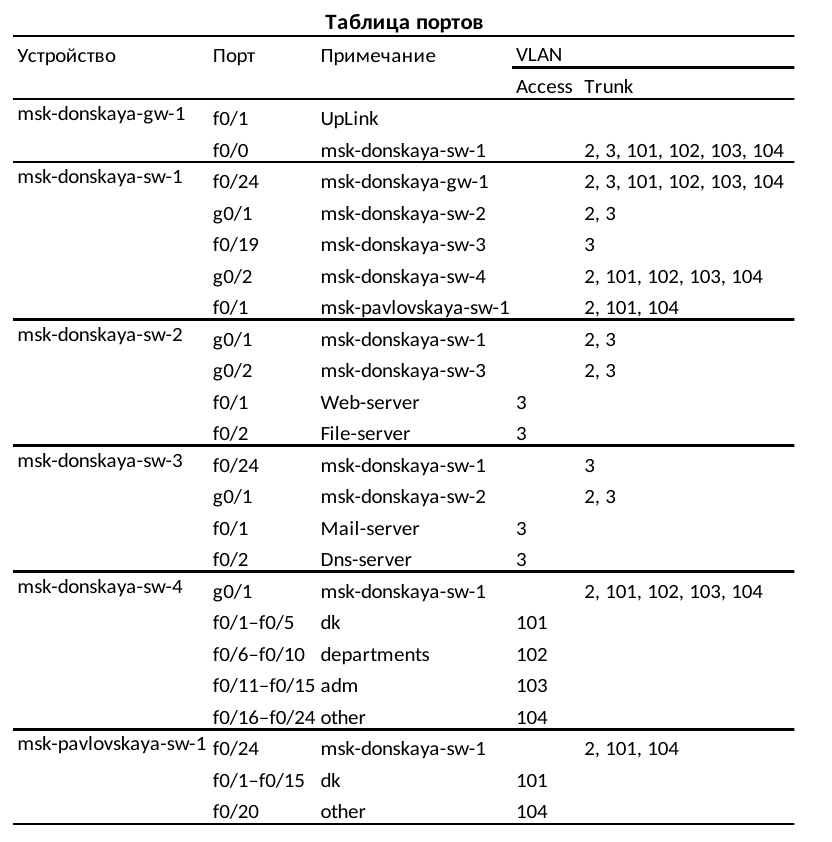 Таблица портов
Устройство Порт Примечание VLAN
Access Trunk
msk-donskaya-gw-1 f0/1 UpLink
f0/0 msk-donskaya-sw-1 2, 3, 101, 102, 103, 104
msk-donskaya-sw-1 f0/24 msk-donskaya-gw-1 2, 3, 101, 102, 103, 104
g0/1 msk-donskaya-sw-2 2, 3
f0/19 msk-donskaya-sw-3 3
g0/2 msk-donskaya-sw-4 2, 101, 102, 103, 104
f0/1 msk-pavlovskaya-sw-1 2, 101, 104
msk-donskaya-sw-2 g0/1 msk-donskaya-sw-1 2, 3
g0/2 msk-donskaya-sw-3 2, 3
f0/1 Web-server 3
f0/2 File-server 3
msk-donskaya-sw-3 f0/24 msk-donskaya-sw-1 3
g0/1 msk-donskaya-sw-2 2, 3
f0/1 Mail-server 3
f0/2 Dns-server 3
msk-donskaya-sw-4 g0/1 msk-donskaya-sw-1 2, 101, 102, 103, 104
f0/1–f0/5 dk 101
f0/6–f0/10 departments 102
f0/11–f0/15 adm 103
f0/16–f0/24 other 104
msk-pavlovskaya-sw-1 f0/24 msk-donskaya-sw-1 2, 101, 104
f0/1–f0/15 dk 101
f0/20 other 104